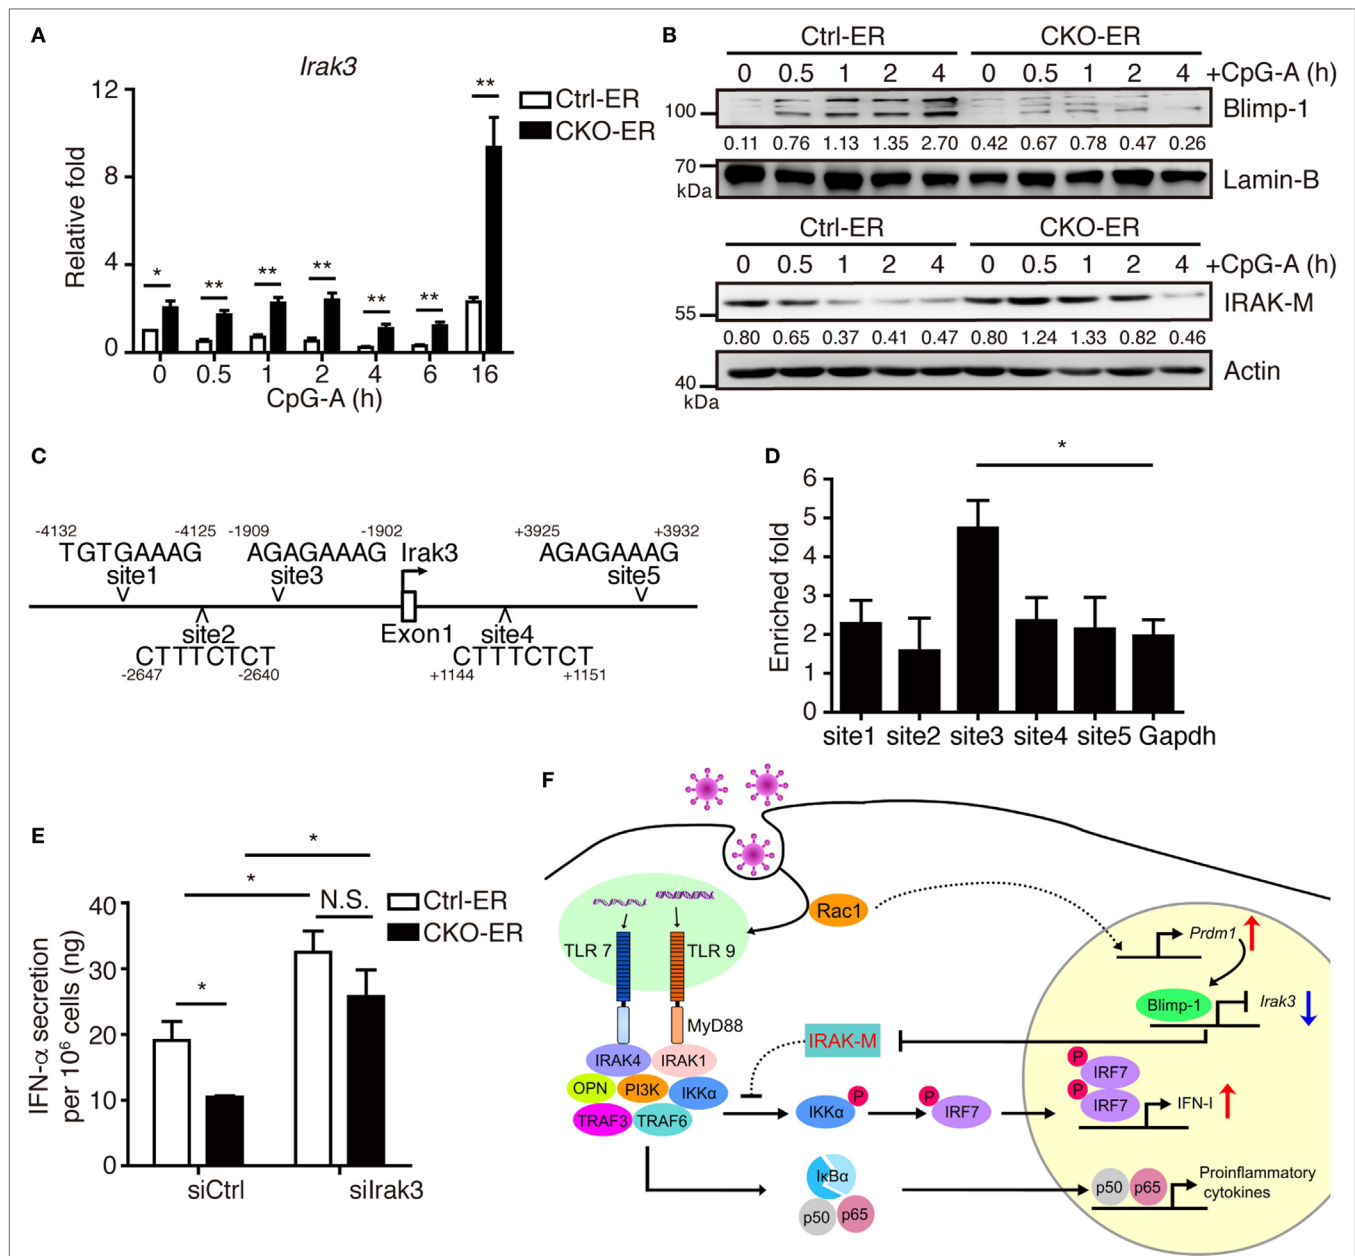 A
Irak3
Relative fold
12
8
4
0
* ** ** ** ** ** **
0 0.5 1 2 4 6 16
CpG-A (h)
Ctrl-ER
CKO-ER
B
Ctrl-ER CKO-ER
0 0.5 1 2 4 0 0.5 1 2 4 +CpG-A (h)
100 Blimp-1
0.11 0.76 1.13 1.35 2.70 0.42 0.67 0.78 0.47 0.26
70 Lamin-B
kDa
Ctrl-ER CKO-ER
0 0.5 1 2 4 0 0.5 1 2 4 +CpG-A (h)
55 IRAK-M
0.80 0.65 0.37 0.41 0.47 0.80 1.24 1.33 0.82 0.46
40 Actin
kDa
C
-4132 -4125 -1909 -1902 +3925 +3932
TGTGAAAG AGAGAAAG Irak3 AGAGAAAG
site1 site3 site5
site2 Exon1 site4
CTTTCTCT CTTTCTCT
-2647 -2640 +1144 +1151
D
*
Enriched fold
6
5
4
3
2
1
0
site1 site2 site3 site4 site5 Gapdh
E
*
*
N.S.
*
Ctrl-ER
CKO-ER
IFN-α secretion
per 10⁶ cells (ng)
40
30
20
10
0
siCtrl siIrak3
F
Rac1
TLR 7 TLR 9
MyD88
IRAK4 IRAK1
OPN PI3K IKKα
TRAF3 TRAF6
IRAK-M
IKKα P
P IRF7
Prdm1
Blimp-1 Irak3
P IRF7
P IRF7 IFN-I
IκBα
p50 p65
p50 p65 Proinflammatory
cytokines